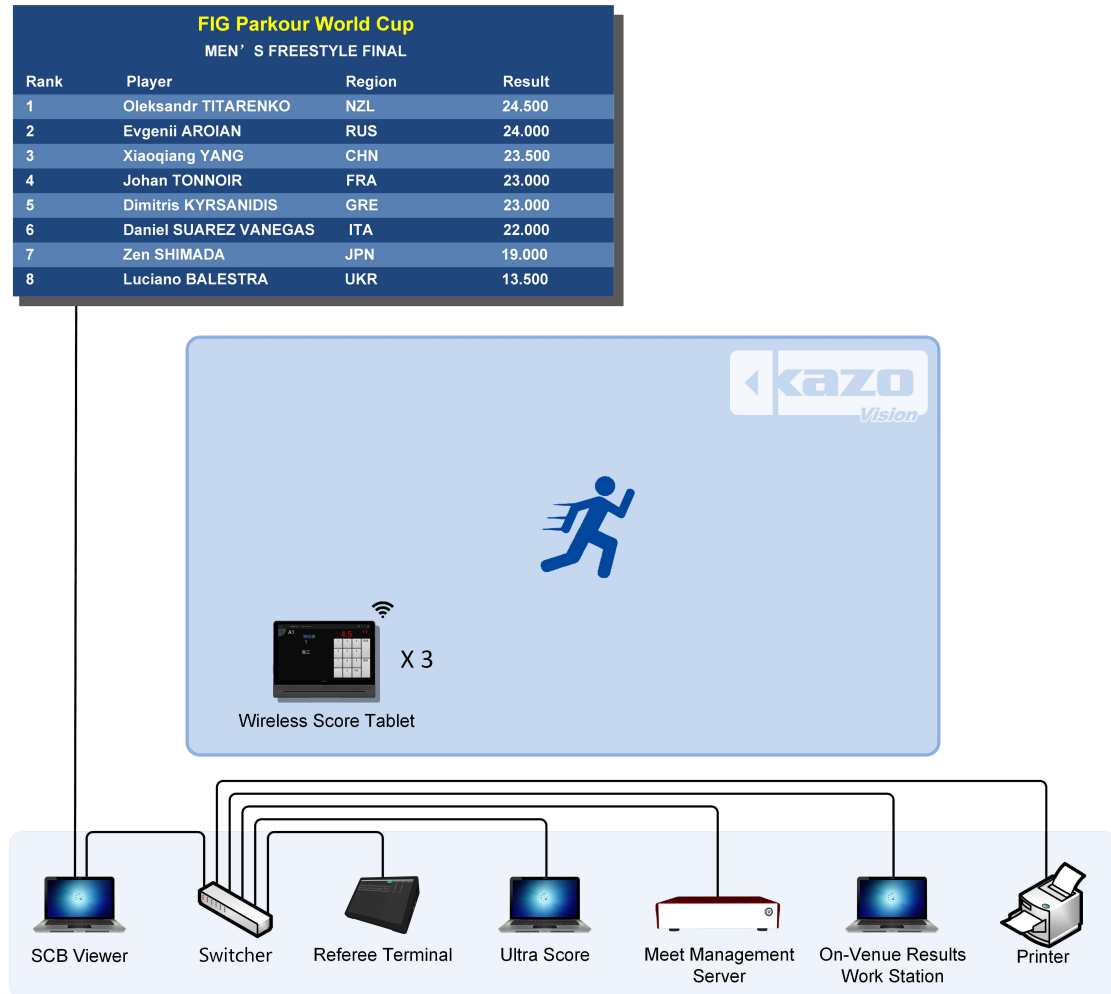 FIG Parkour World Cup
MEN’S FREESTYLE FINAL
Rank Player Region Result
1 Oleksandr TITARENKO NZL 24.500
2 Evgenii AROIAN RUS 24.000
3 Xiaoqiang YANG CHN 23.500
4 Johan TONNOIR FRA 23.000
5 Dimitris KYRSANIDIS GRE 23.000
6 Daniel SUAREZ VANEGAS ITA 22.000
7 Zen SHIMADA JPN 19.000
8 Luciano BALESTRA UKR 13.500
kazo
Vision
A1
4.5
X 3
Wireless Score Tablet
SCB Viewer
Switcher
Referee Terminal
Ultra Score
Meet Management
Server
On-Venue Results
Work Station
Printer